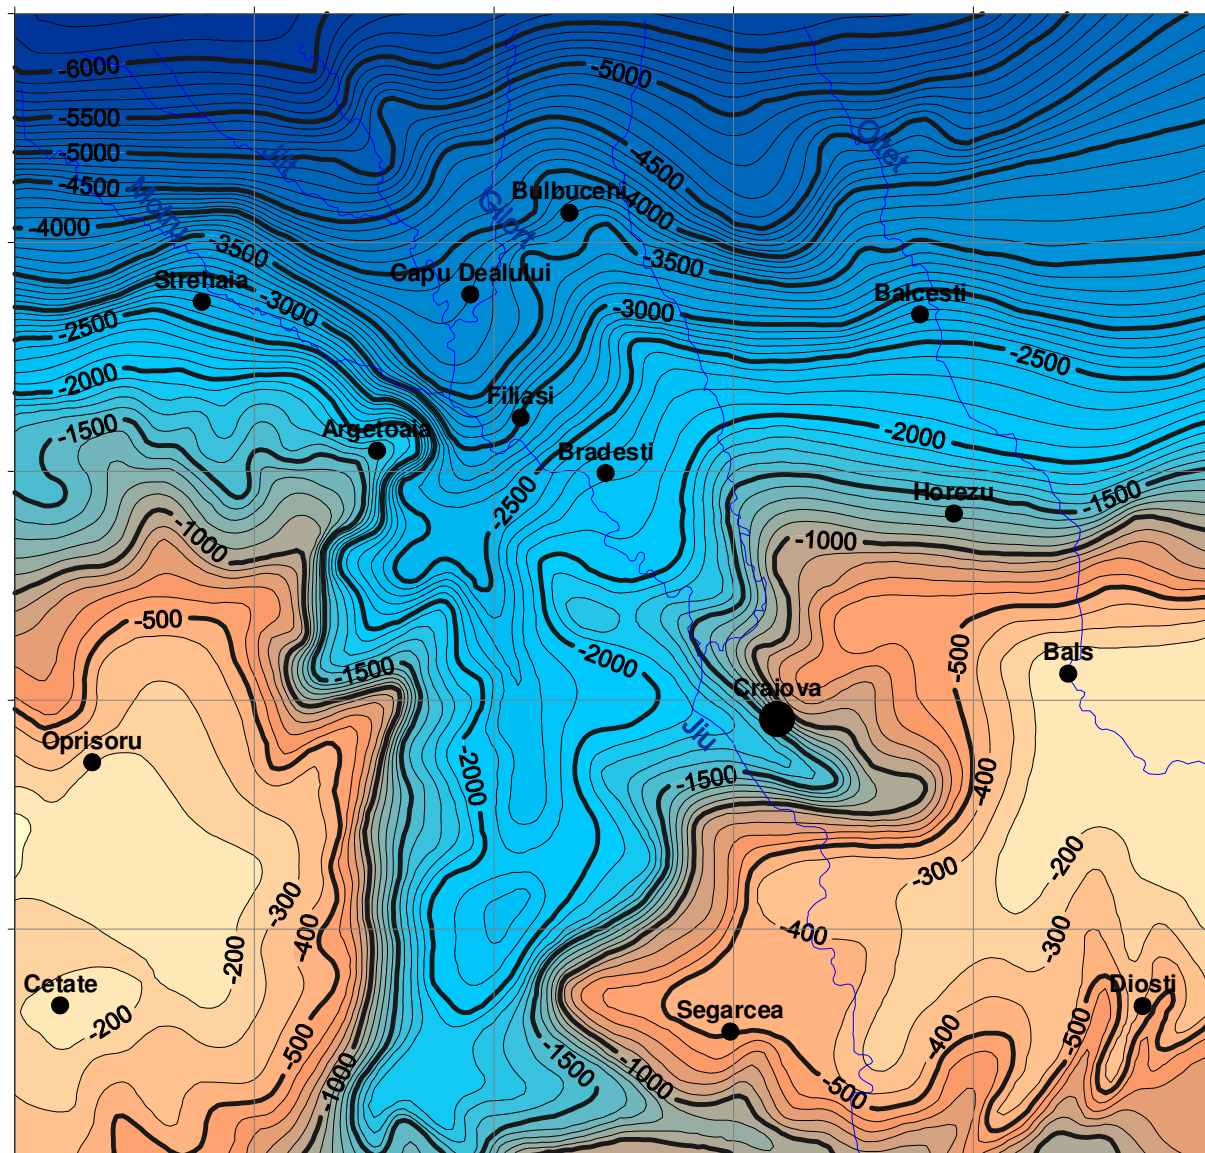 -6000
-5000
-5500
Oltet
Jilt
-5000
-4500
-4500
Bulbuceni
Motru
-4000
Gilort
-4000
-3500
-3500
Capu Dealului
Strehaia
Balcesti
-3000
-3000
-2500
-2500
-2000
Filiasi
-1500
Argetoaia
-2000
Bradesti
Horezu
-1500
-2500
-1000
-1000
-500
-500
-2000
Bals
-1500
Craiova
Jiu
Oprisoru
-2000
-1500
-400
-200
-300
-300
-400
-400
-300
-200
Cetate
Diosti
-200
Segarcea
-500
-500
-400
-1000
-1500
-1000
-500